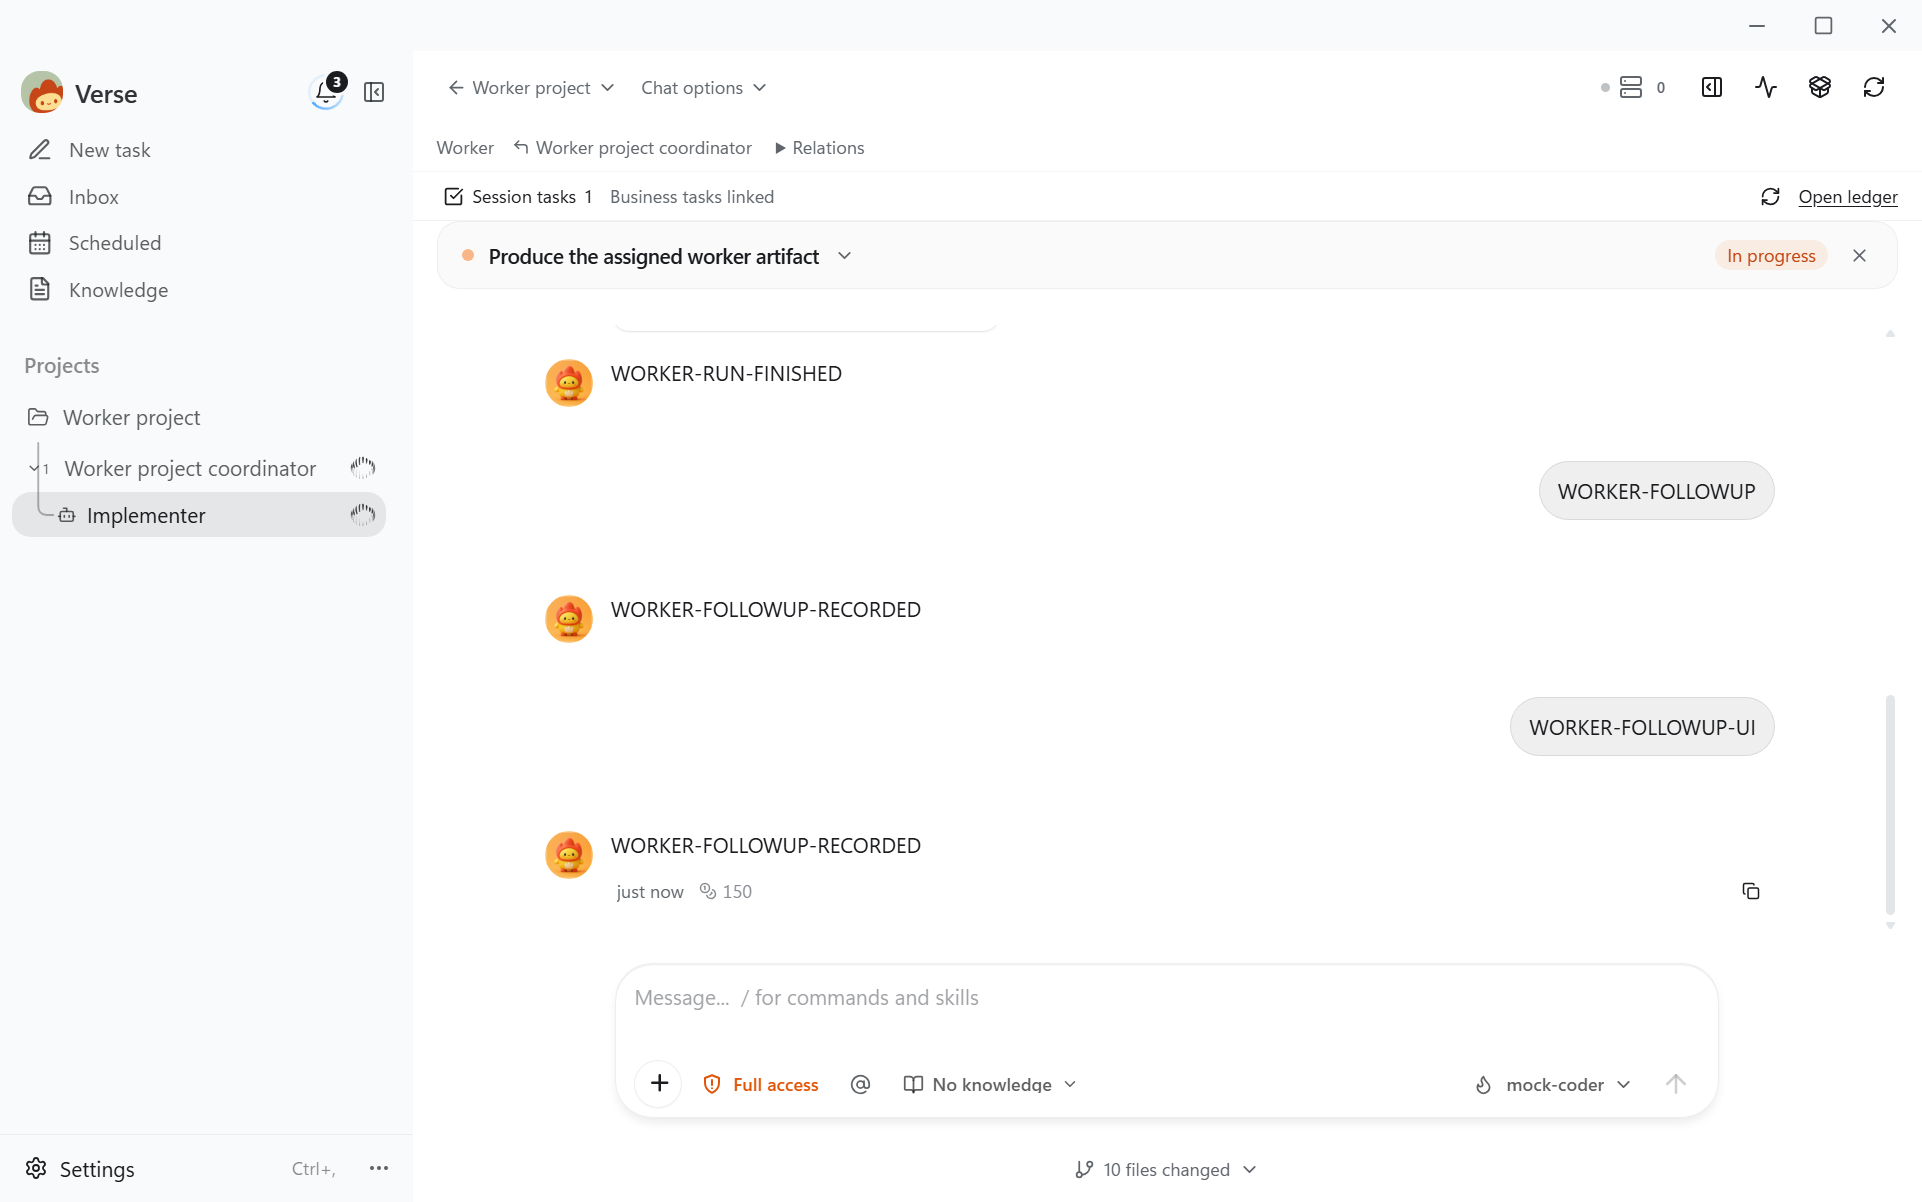 Verse
3
New task
Inbox
Scheduled
Knowledge
Projects
Worker project
1 Worker project coordinator
Implementer
Settings
Ctrl+,
Worker project
Chat options
0
Worker
Worker project coordinator
Relations
Session tasks 1
Business tasks linked
Open ledger
Produce the assigned worker artifact
In progress
WORKER-RUN-FINISHED
WORKER-FOLLOWUP
WORKER-FOLLOWUP-RECORDED
WORKER-FOLLOWUP-UI
WORKER-FOLLOWUP-RECORDED
just now
150
Message... / for commands and skills
Full access
No knowledge
mock-coder
10 files changed